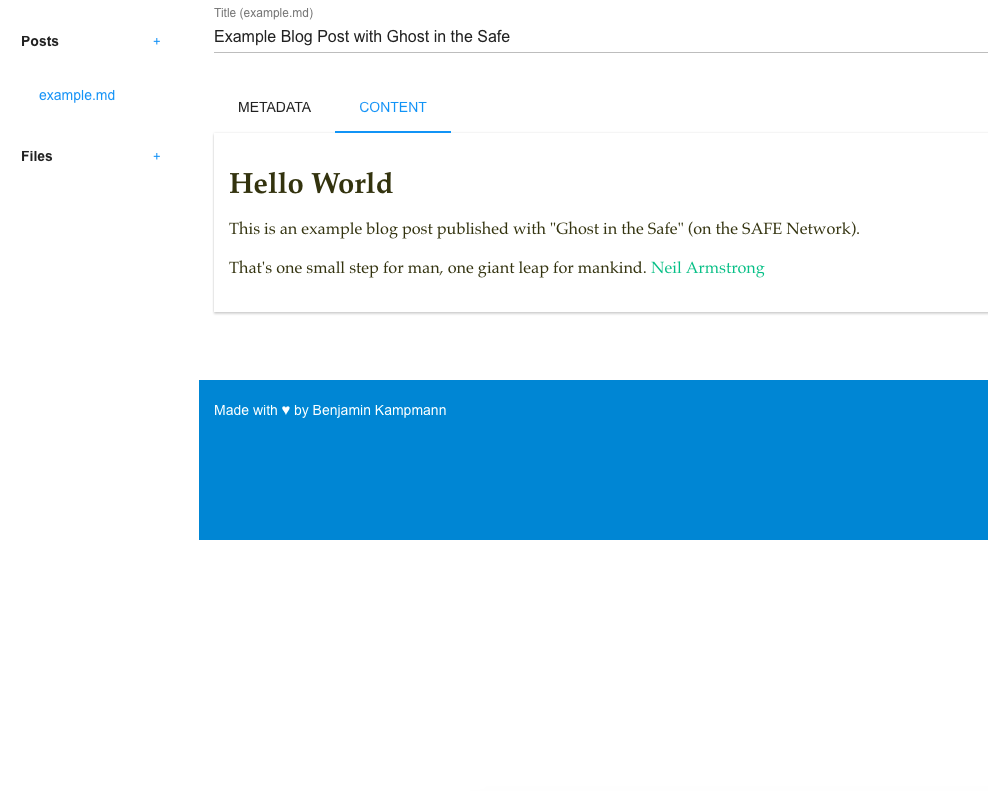 Title (example.md)
Posts +
Example Blog Post with Ghost in the Safe
example.md
METADATA CONTENT
Files +
Hello World
This is an example blog post published with "Ghost in the Safe" (on the SAFE Network).
That's one small step for man, one giant leap for mankind. Neil Armstrong
Made with ♥ by Benjamin Kampmann